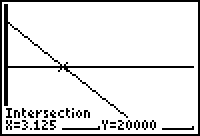 Intersection
X=3.125 Y=20000